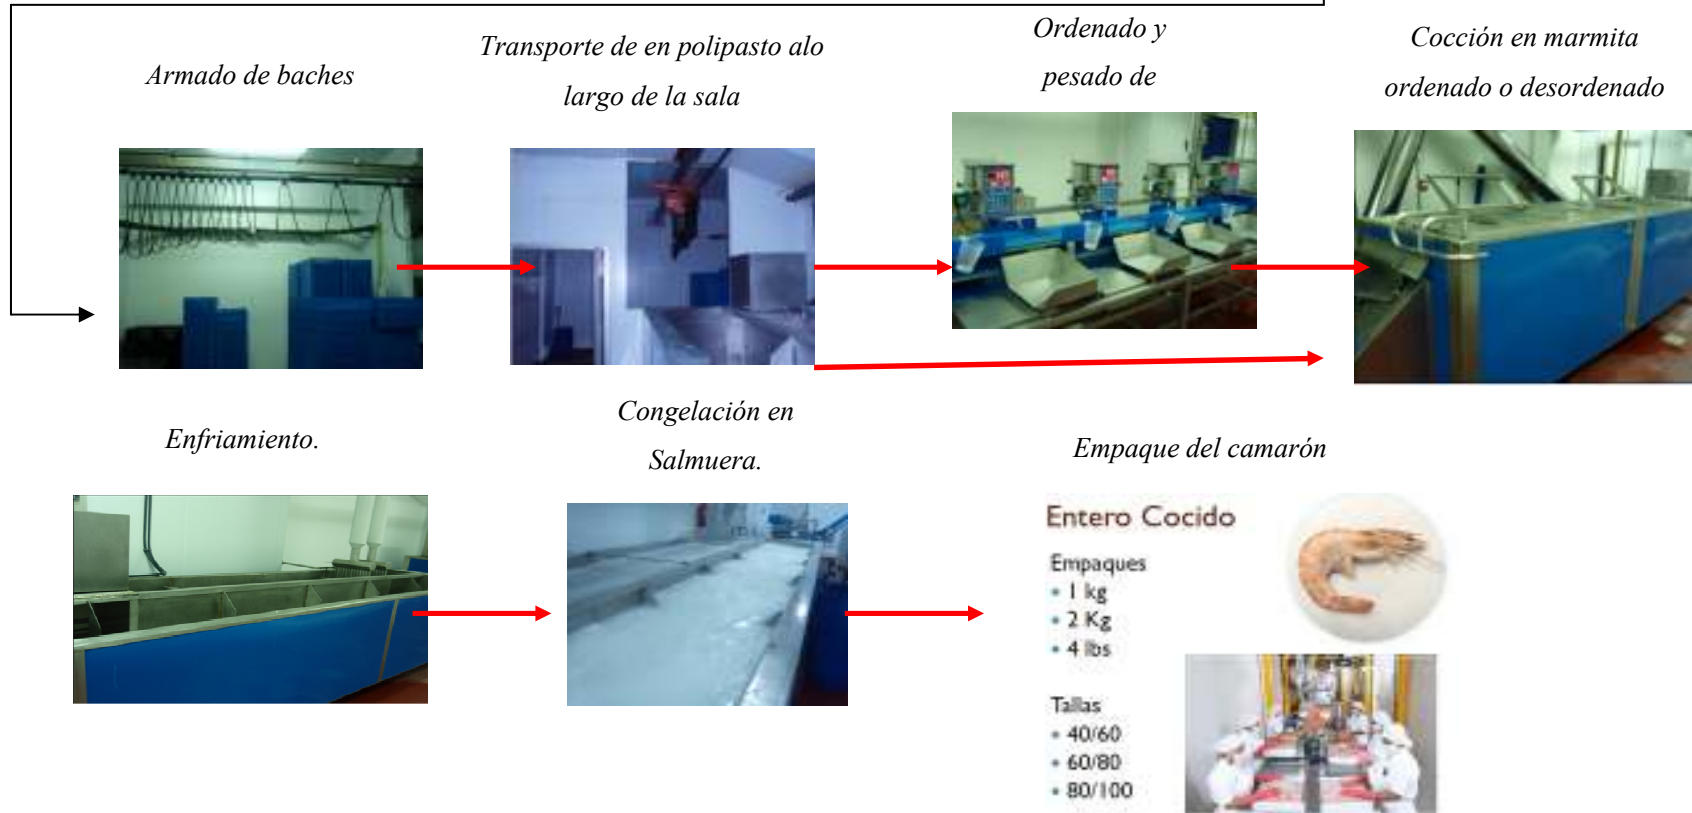 Armado de baches
Transporte de en polipasto alo
largo de la sala
Ordenado y
pesado de
Cocción en marmita
ordenado o desordenado
Enfriamiento.
Congelación en
Salmuera.
Empaque del camarón
Entero Cocido
Empaques
• 1 kg
• 2 Kg
• 4 lbs
Tallas
• 40/60
• 60/80
• 80/100